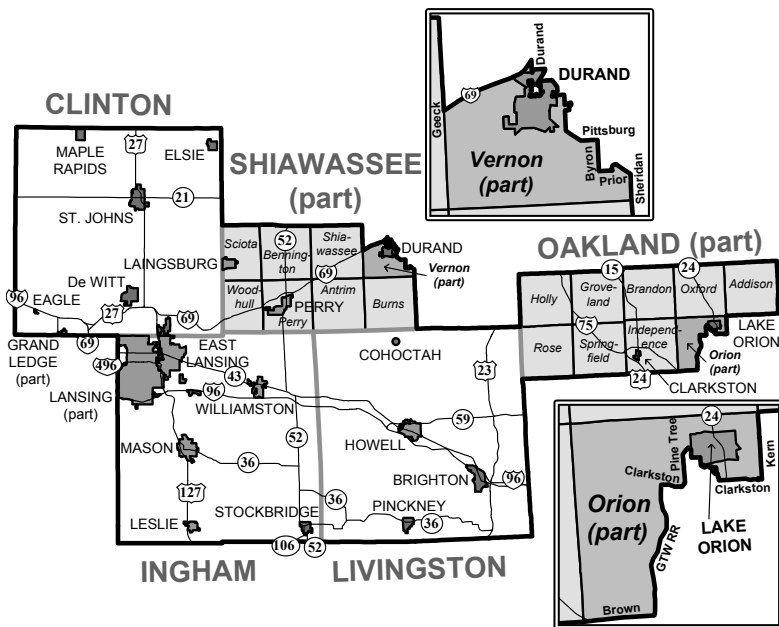 CLINTON
27
MAPLE
RAPIDS
ELSIE
21
ST. JOHNS
De WITT
96
EAGLE
27
69
69
GRAND
LEDGE
(part)
SHIAWASSEE
(part)
Sciota
52
Bennington
Shia-
wassee
DURAND
LAINGSBURG
69
Vernon
(part)
Wood-
hull
PERRY
Perry
Antrim
Burns
Durand
DURAND
69
Geeck
Vernon
(part)
Pittsburg
Byron
Prior
Sheridan
OAKLAND (part)
15
24
Holly
Grove-
land
Brandon
Oxford
Addison
75
Rose
Spring-
field
Independ-
ence
LAKE
ORION
Orion
(part)
24
CLARKSTON
496
EAST
LANSING
43
LANSING
(part)
96
WILLIAMSTON
COHOCTAH
23
59
MASON
52
HOWELL
36
BRIGHTON
96
127
36
PINCKNEY
36
LESLIE
STOCKBRIDGE
106
52
INGHAM
LIVINGSTON
24
Pine Tree
Kern
Clarkston
Clarkston
Orion
(part)
GTW RR
LAKE
ORION
Brown